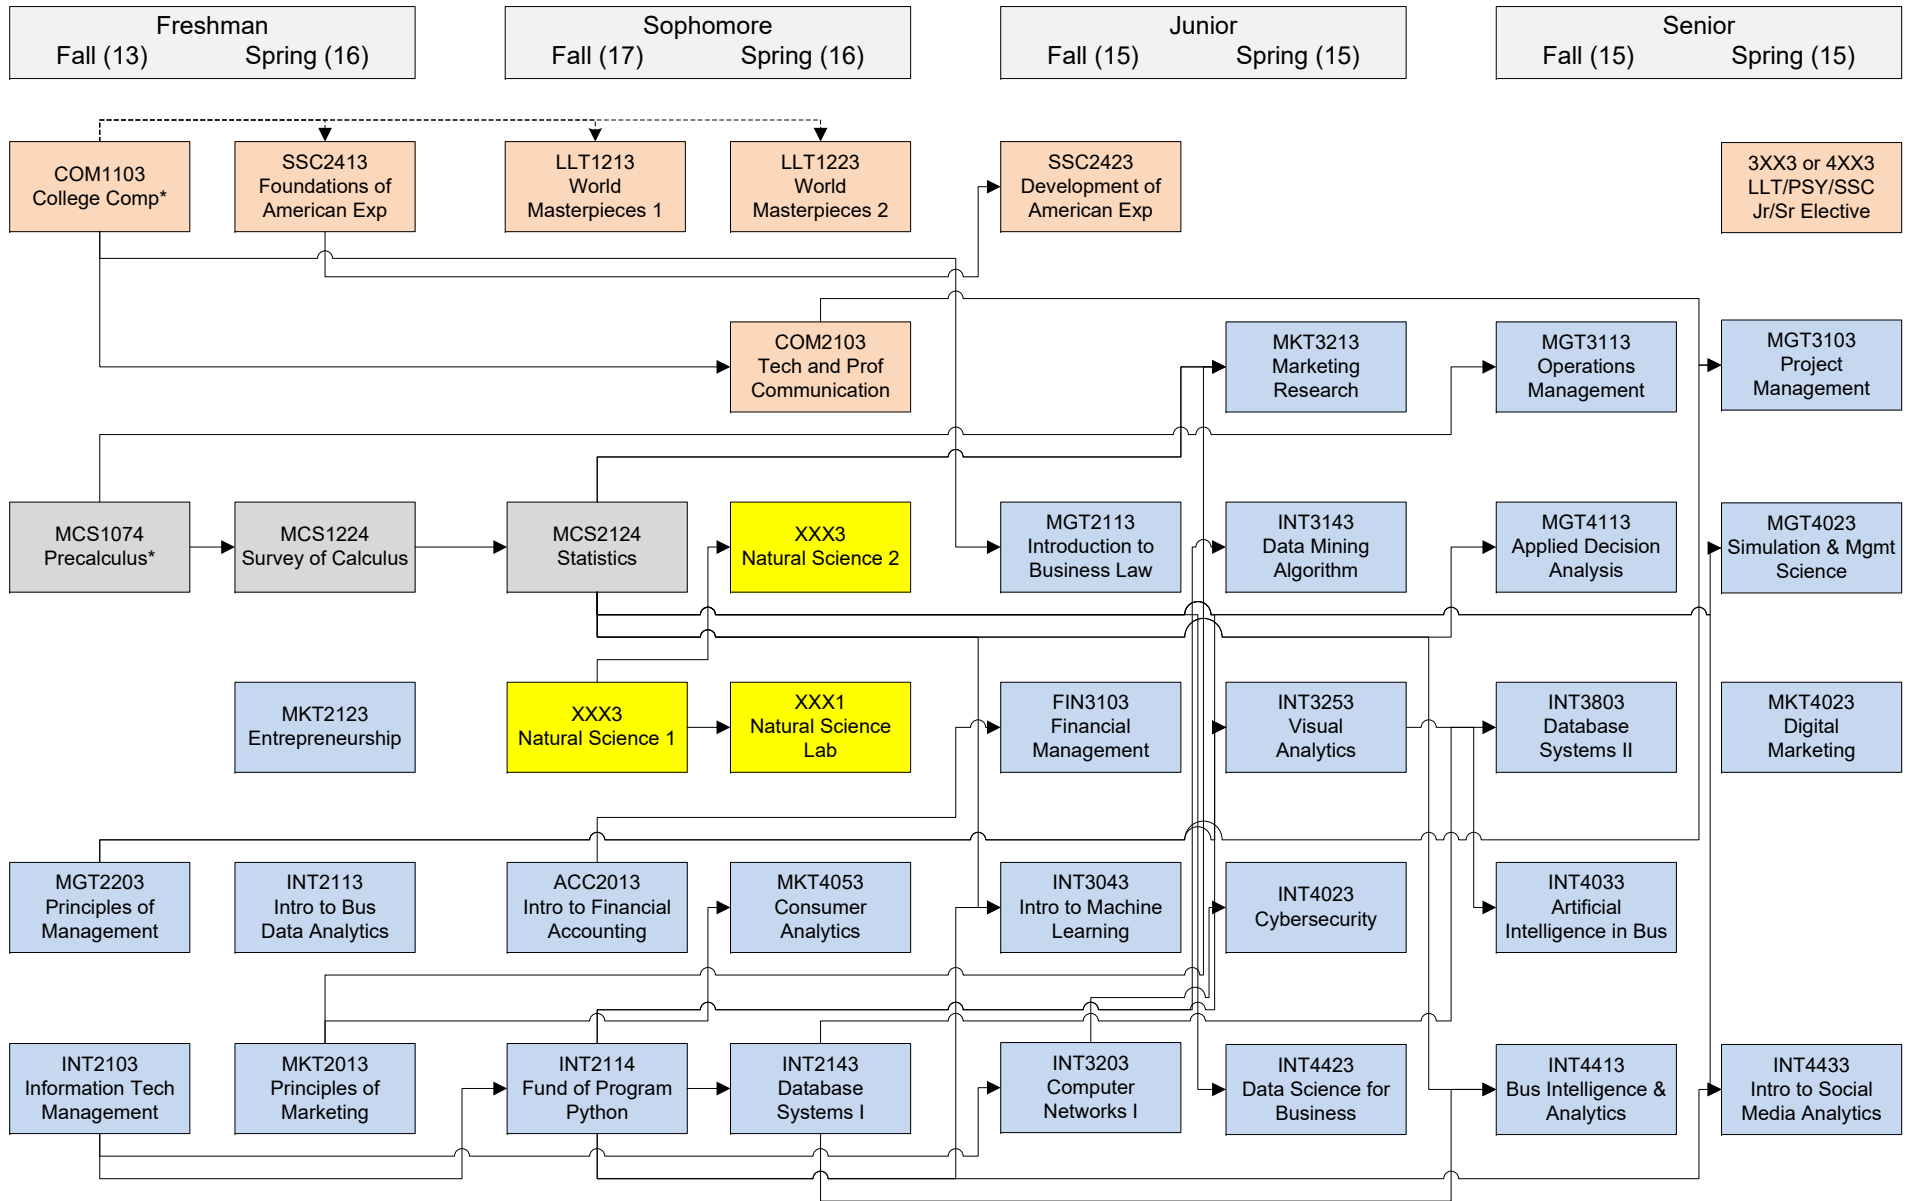 Freshman
Fall (13) Spring (16)
Sophomore
Fall (17) Spring (16)
Junior
Fall (15) Spring (15)
Senior
Fall (15) Spring (15)
COM1103
College Comp*
SSC2413
Foundations of
American Exp
LLT1213
World
Masterpieces 1
LLT1223
World
Masterpieces 2
SSC2423
Development of
American Exp
3XX3 or 4XX3
LLT/PSY/SSC
Jr/Sr Elective
COM2103
Tech and Prof
Communication
MKT3213
Marketing
Research
MGT3113
Operations
Management
MGT3103
Project
Management
MCS1074
Precalculus*
MCS1224
Survey of Calculus
MCS2124
Statistics
XXX3
Natural Science 2
MGT2113
Introduction to
Business Law
INT3143
Data Mining
Algorithm
MGT4113
Applied Decision
Analysis
MGT4023
Simulation & Mgmt
Science
MKT2123
Entrepreneurship
XXX3
Natural Science 1
XXX1
Natural Science
Lab
FIN3103
Financial
Management
INT3253
Visual
Analytics
INT3803
Database
Systems II
MKT4023
Digital
Marketing
MGT2203
Principles of
Management
INT2113
Intro to Bus
Data Analytics
ACC2013
Intro to Financial
Accounting
MKT4053
Consumer
Analytics
INT3043
Intro to Machine
Learning
INT4023
Cybersecurity
INT4033
Artificial
Intelligence in Bus
INT2103
Information Tech
Management
MKT2013
Principles of
Marketing
INT2114
Fund of Program
Python
INT2143
Database
Systems I
INT3203
Computer
Networks I
INT4423
Data Science for
Business
INT4413
Bus Intelligence &
Analytics
INT4433
Intro to Social
Media Analytics